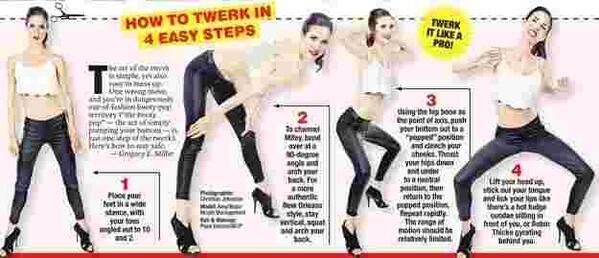 HOW TO TWERK IN
4 EASY STEPS
TWERK
IT LIKE A
PRO!
The art of the twerk
is simple, yet also
easy to mess up.
One wrong move,
and you're in dangerously
out-of-fashion booty-pop
territory ("the booty
pop" — the act of simply
pumping your bottom — is
just one step of the twerk).
Here's how to stay safe.
— Gregory E. Miller
1
Place your
feet in a wide
stance, with
your toes
angled out to 10
and 2.
Photographer:
Christian Johnston
Model:
Model Management
Hair & Makeup:
2
To channel
Miley, bend
over at a
90-degree
angle and
arch your
back. For
a more
authentic
New Orleans
style, stay
vertical, squat
and arch your
back.
3
Using the hip bone as
the point of axis, push
your bottom out to a
"popped" position
and clench your
cheeks. Thrust
your hips down
and under
to a neutral
position, then
return to the
popped position.
Repeat rapidly.
The range of
motion should be
relatively limited.
4
Lift your head up,
stick out your tongue
and lick your lips like
there's a hot fudge
sundae sitting in
front of you, or Robin
Thicke gyrating
behind you.